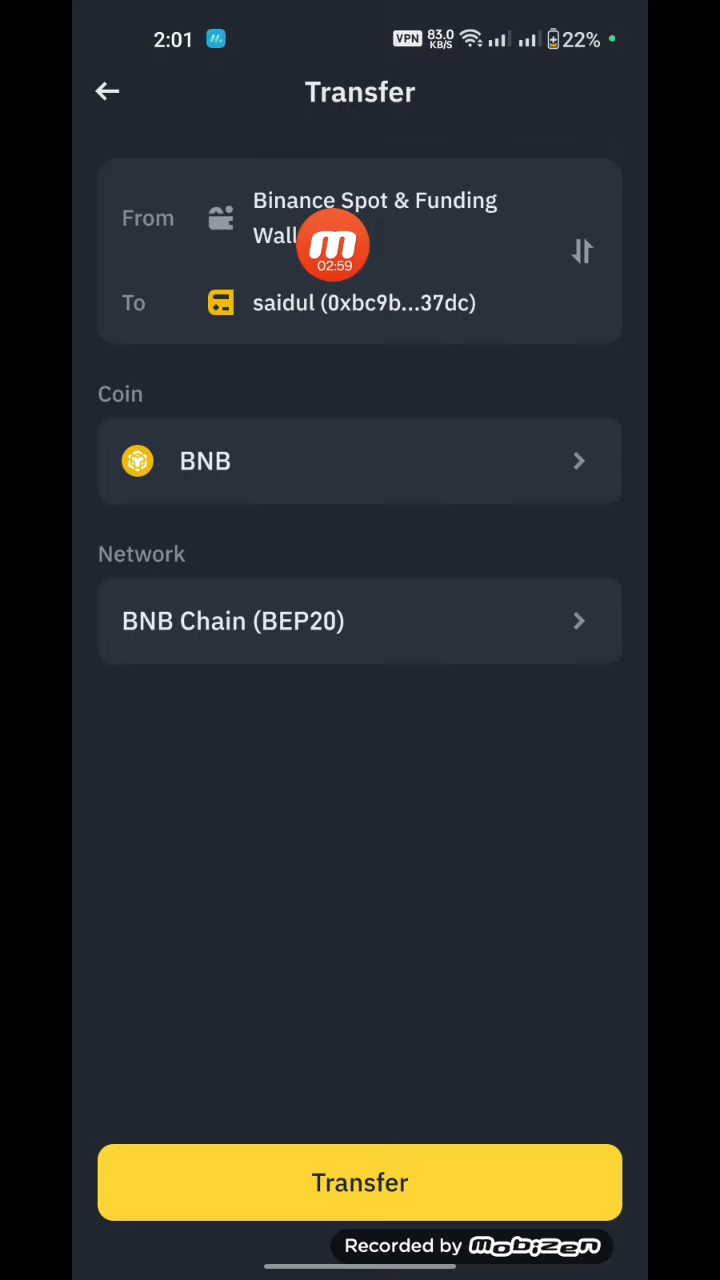 2:01
VPN 83.0 KB/S 22%
Transfer
From
Binance Spot & Funding
Wall
02:59
To
saidul (0xbc9b...37dc)
Coin
BNB
Network
BNB Chain (BEP20)
Transfer
Recorded by mobizen